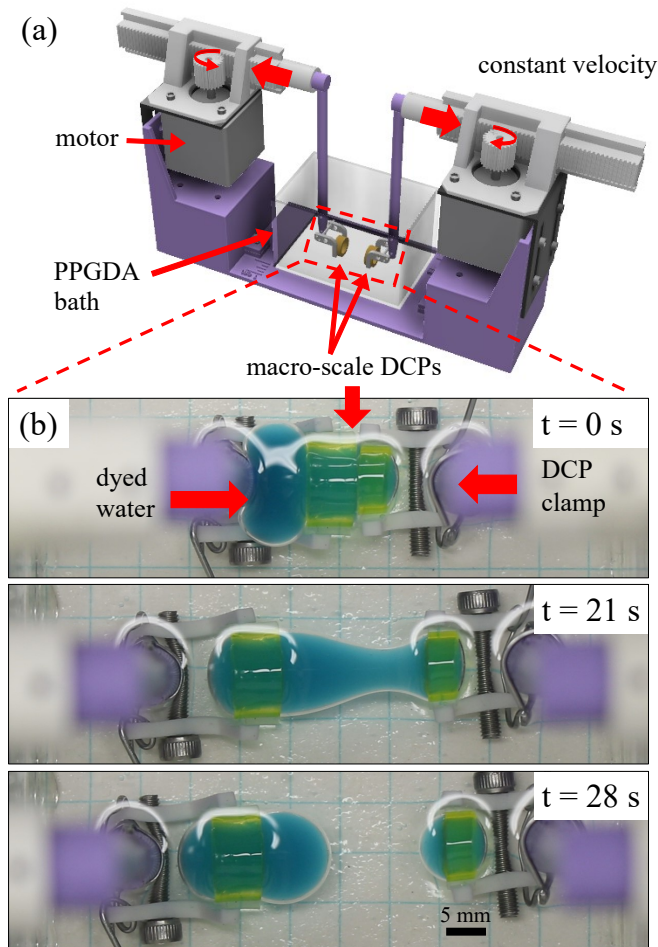 (a)
constant velocity
motor
PPGDA
bath
macro-scale DCPs
(b)
t = 0 s
dyed
water
DCP
clamp
t = 21 s
t = 28 s
5 mm